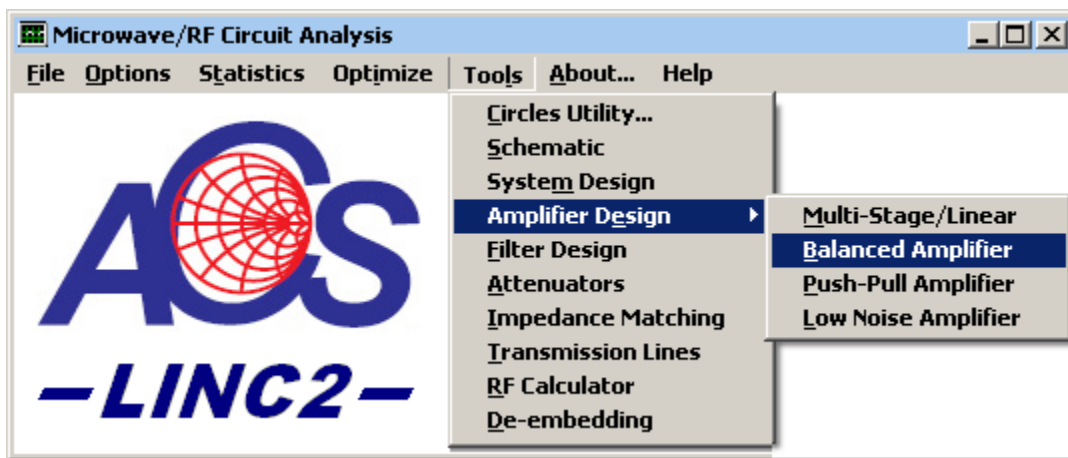 Microwave/RF Circuit Analysis
File Options Statistics Optimize Tools About... Help
Circles Utility...
Schematic
System Design
Amplifier Design
Filter Design
Attenuators
Impedance Matching
Transmission Lines
RF Calculator
De-embedding
Multi-Stage/Linear
Balanced Amplifier
Push-Pull Amplifier
Low Noise Amplifier
ACS
-LINC2-